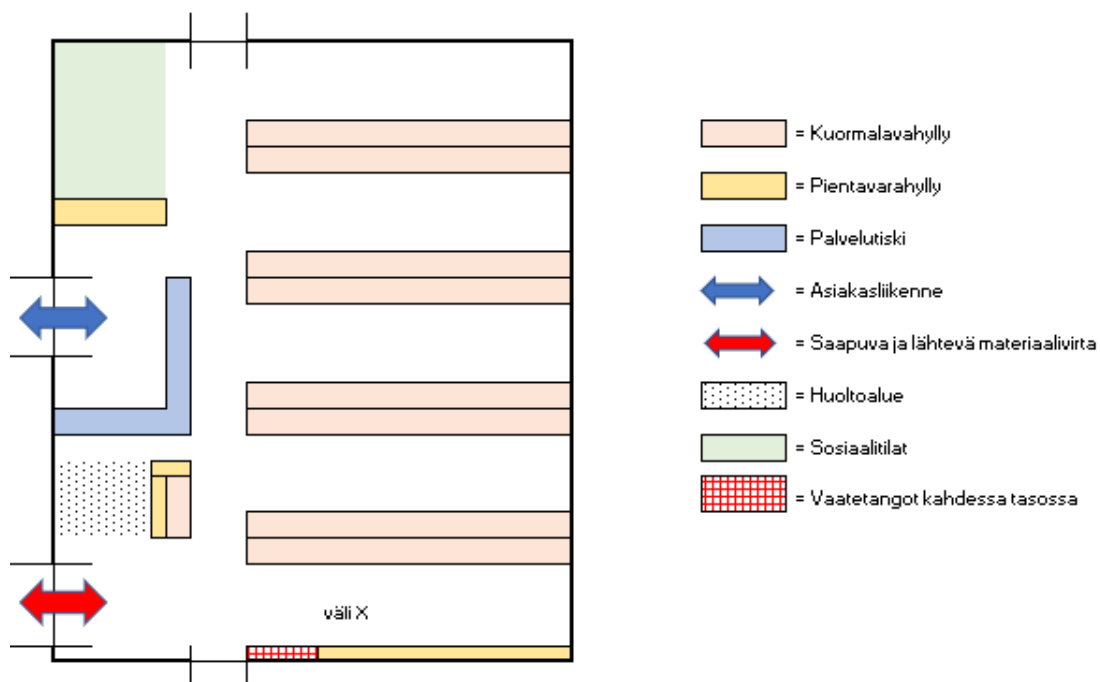 = Kuormalavahylly
= Pientavarahylly
= Palvelutiski
= Asiakasliikenne
= Saapuva ja lähtevä materiaalivirta
= Huoltoalue
= Sosiaalitilat
= Vaatetangot kahdessa tasossa
väli X